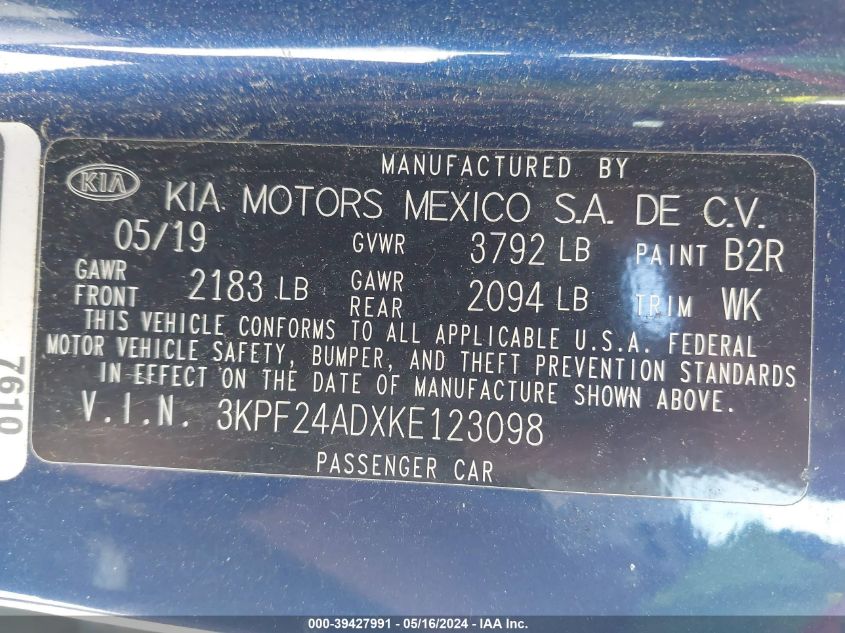 MANUFACTURED BY
KIA KIA MOTORS MEXICO S.A. DE C.V.
05/19 GVWR 3792 LB PAINT B2R
GAWR FRONT 2183 LB GAWR REAR 2094 LB TRIM WK
THIS VEHICLE CONFORMS TO ALL APPLICABLE U.S.A. FEDERAL
MOTOR VEHICLE SAFETY, BUMPER, AND THEFT PREVENTION STANDARDS
IN EFFECT ON THE DATE OF MANUFACTURE SHOWN ABOVE.
V.I.N. 3KPF24ADXKE123098
PASSENGER CAR
7610
000-39427991 - 05/16/2024 - IAA Inc.